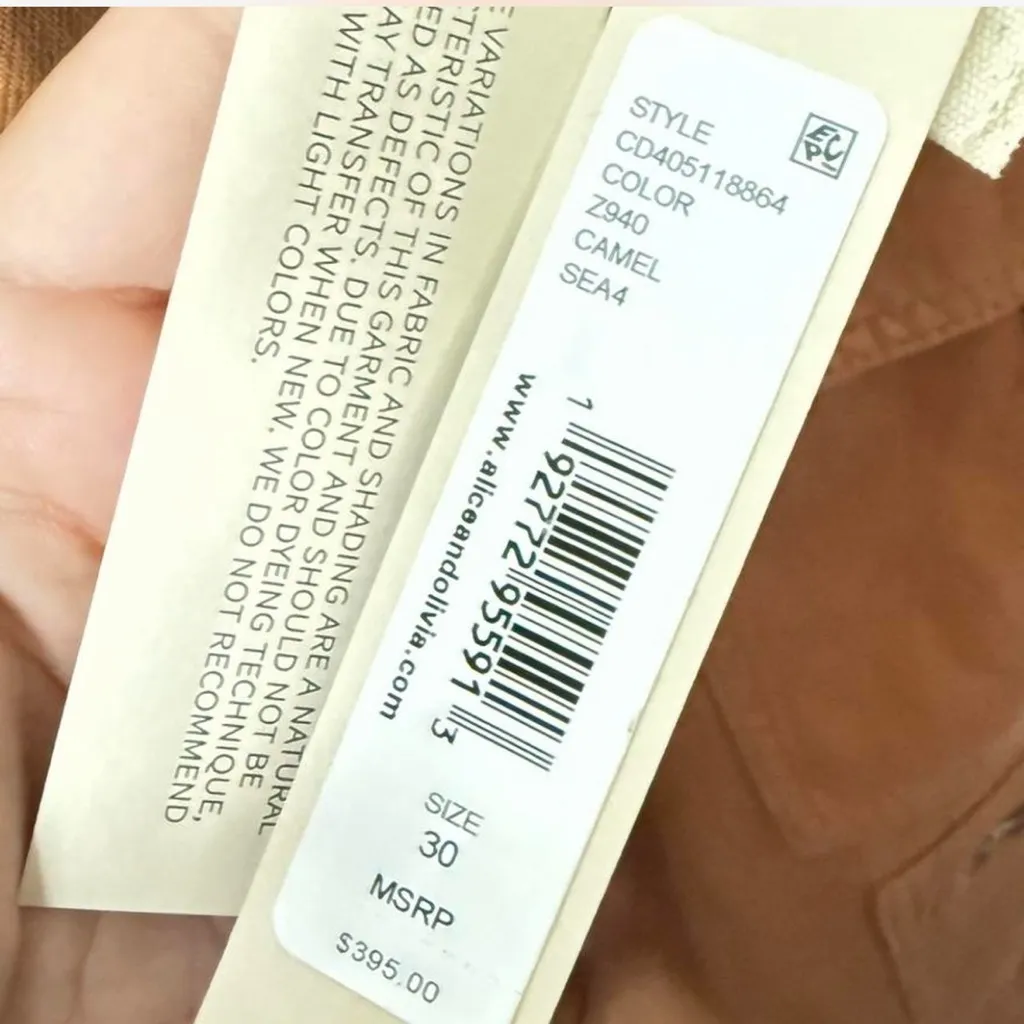 E VARIATIONS IN FABRIC AND SHADING ARE A NATURAL
TERISTIC OF THIS GARMENT AND SHOULD NOT BE
ED AS DEFECTS. DUE TO COLOR DYEING TECHNIQUE,
AY TRANSFER WHEN NEW. WE DO NOT RECOMMEND
WITH LIGHT COLORS.
STYLE
CD405118864
COLOR
Z940
CAMEL
SEA4
EC
P
www.aliceandolivia.com
1 92772 95591 3
SIZE
30
MSRP
$395.00